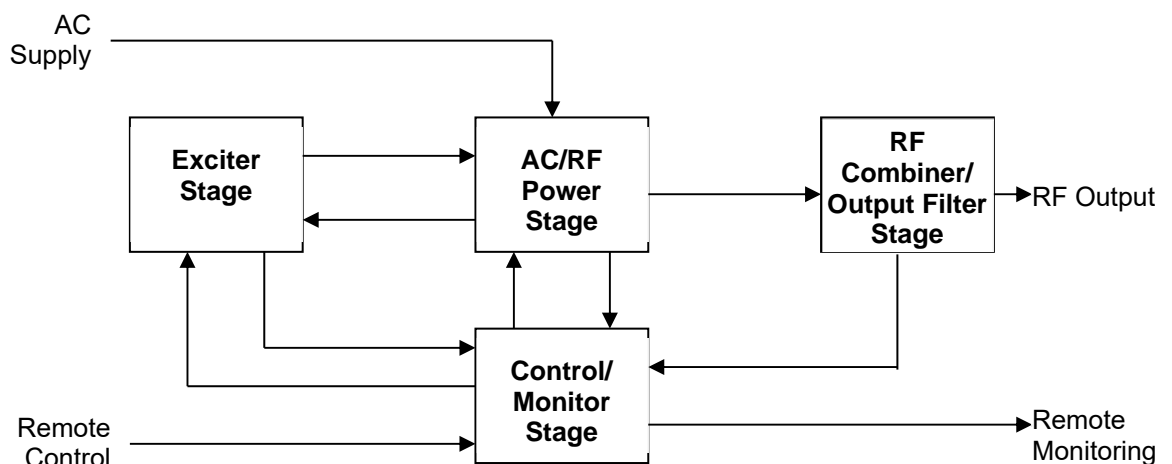 AC
Supply
Exciter
Stage
AC/RF
Power
Stage
RF
Combiner/
Output Filter
Stage
RF Output
Control/
Monitor
Stage
Remote
Control
Remote
Monitoring